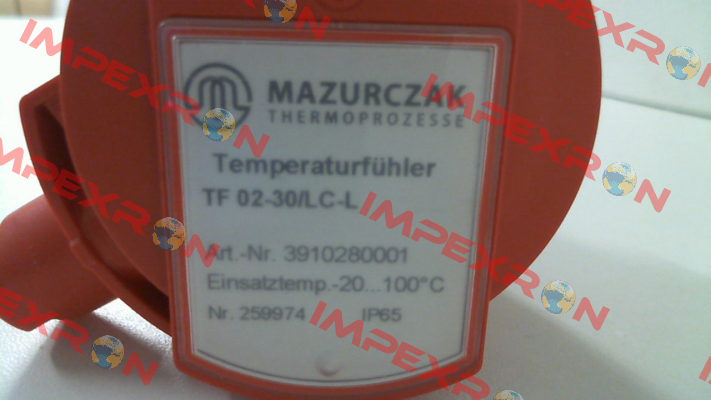 MAZURCZAK
THERMOPROZESSE
Temperaturfühler
TF 02-30/LC-L
Art.-Nr. 3910280001
Einsatztemp.-20...100°C
Nr. 259974 IP65
IMPEXRON
IMPEXRON
IMPEXRON
IMPEXRON
IMPEXRON
IMPEXRON